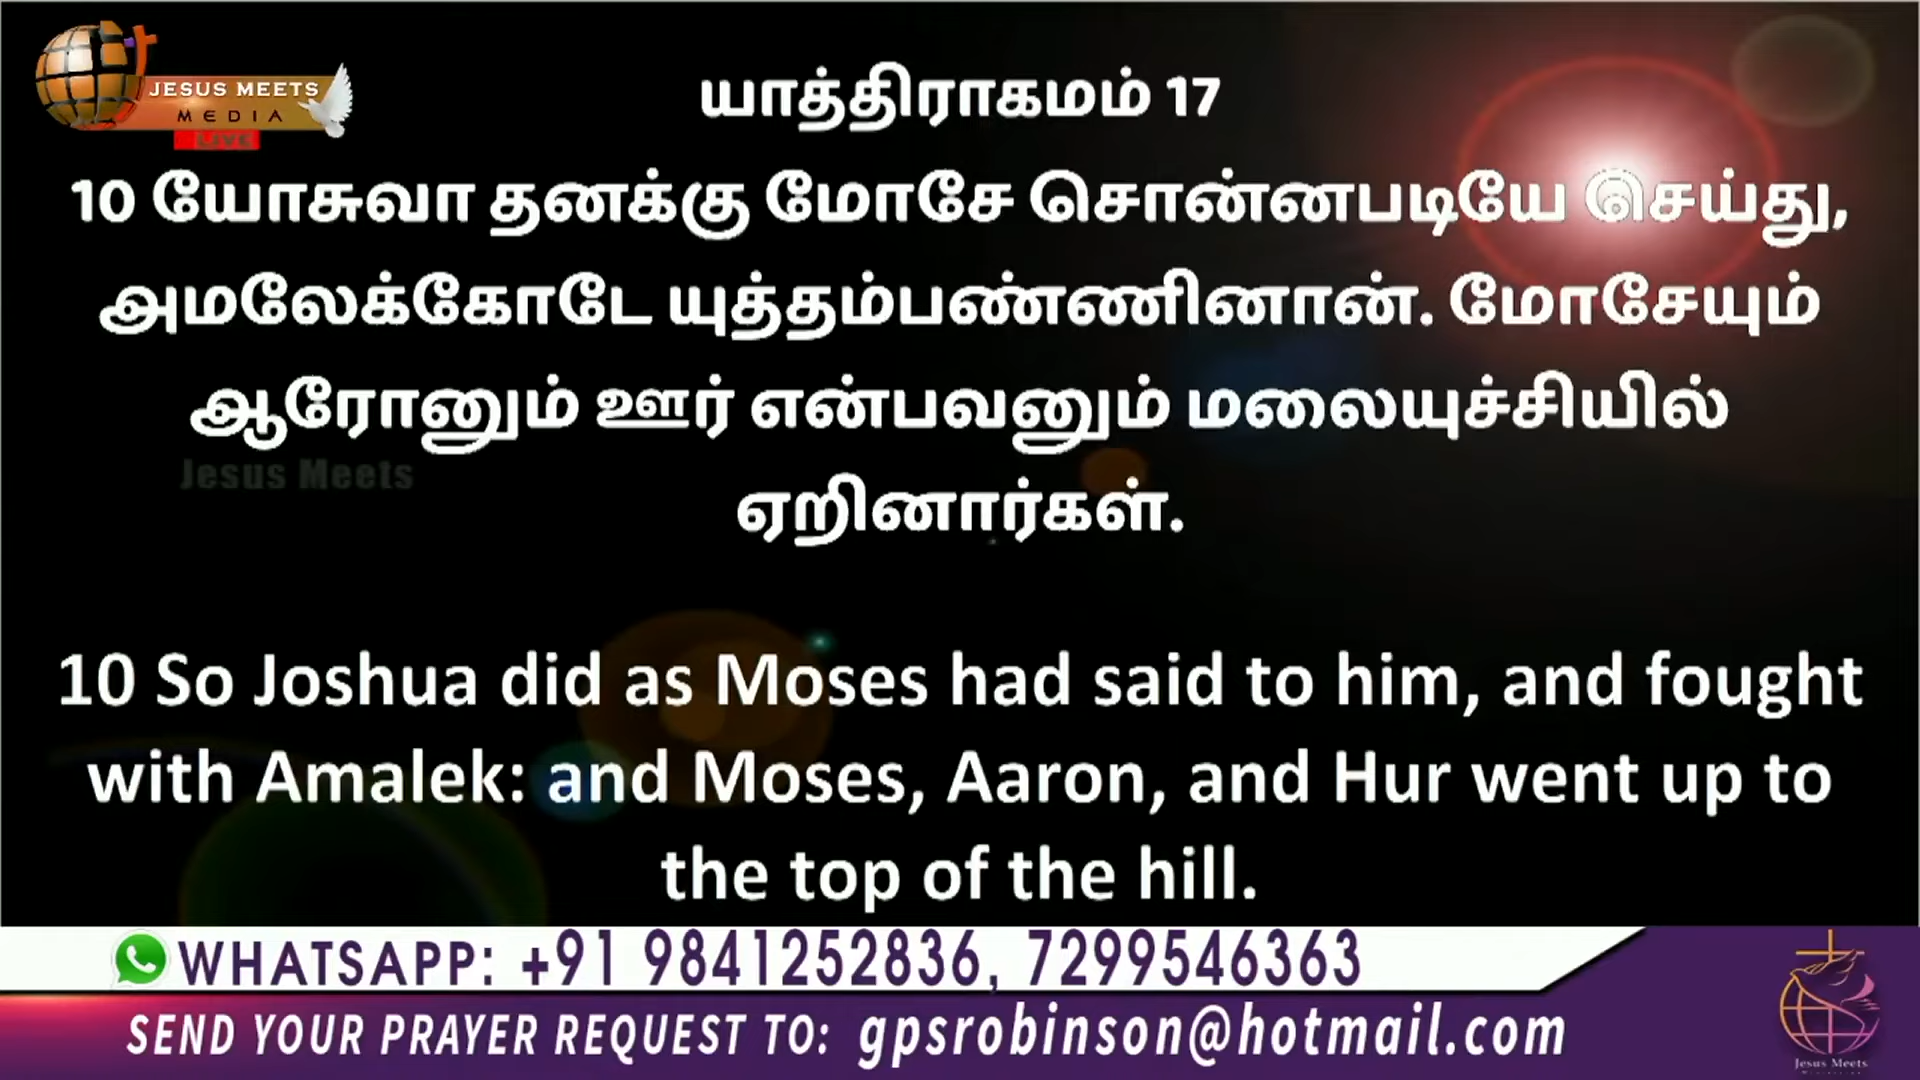 JESUS MEETS
MEDIA
LIVE
யாத்திராகமம் 17
10 யோசுவா தனக்கு மோசே சொன்னபடியே செய்து,
அமலேக்கோடே யுத்தம்பண்ணினான். மோசேயும்
ஆரோனும் ஊர் என்பவனும் மலையுச்சியில்
Jesus Meets
ஏறினார்கள்.
10 So Joshua did as Moses had said to him, and fought
with Amalek: and Moses, Aaron, and Hur went up to
the top of the hill.
WHATSAPP: +91 9841252836, 7299546363
SEND YOUR PRAYER REQUEST TO: gpsrobinson@hotmail.com
Jesus Meets